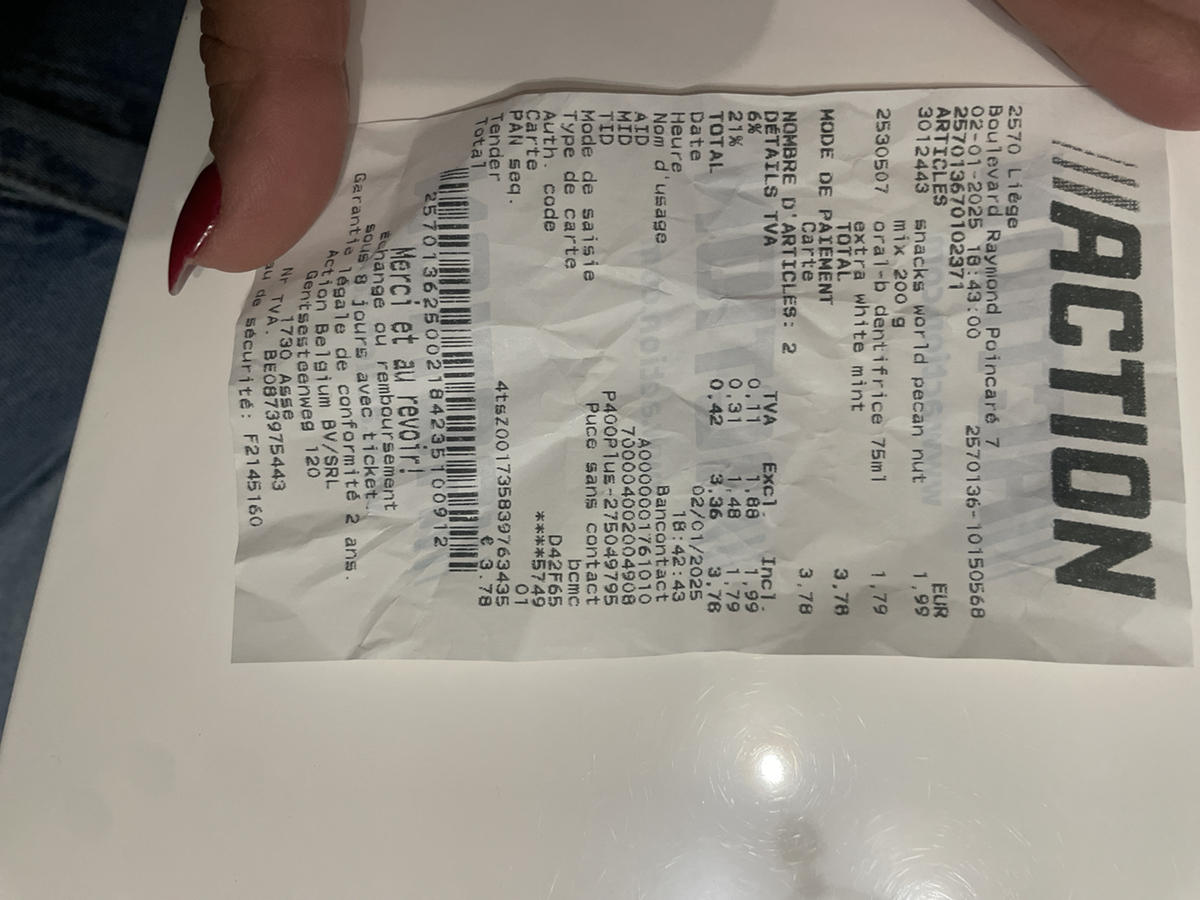 ///ACTION
2570 Liége
Boulevard Raymond Poincaré 7
02-01-2025 18:43:00 2570136-10150568
2570136701102371
ARTICLES EUR
3012443 snacks world pecan nut 1,99
mix 200 g
2530507 oral-b dentifrice 75ml 1,79
extra white mint
TOTAL 3,78
MODE DE PAIEMENT
Carte 3,78
NOMBRE D'ARTICLES: 2
DÉTAILS TVA TVA Excl. Incl.
6% 0,11 1,88 1,99
21% 0,31 1,48 1,79
TOTAL 0,42 3,36 3,78
Date 02/01/2025
Heure 18:42:43
Nom d'usage Bancontact
AID
MID
TID P400Plus-275049795
Mode de saisie Puce sans contact
Type de carte bcmc
Auth. code D42F65
Carte ****5749
PAN seq. 01
Tender 4tsZ001735839763435
Total € 3.78
Merci et au revoir!
échange ou remboursement
sous 8 jours avec ticket.
Garantie légale de conformité 2 ans.
Action Belgium BV/SRL
Gentsesteenweg 120
Nr 1730 Asse
TVA. BE0873975443
de sécurité: F2145160